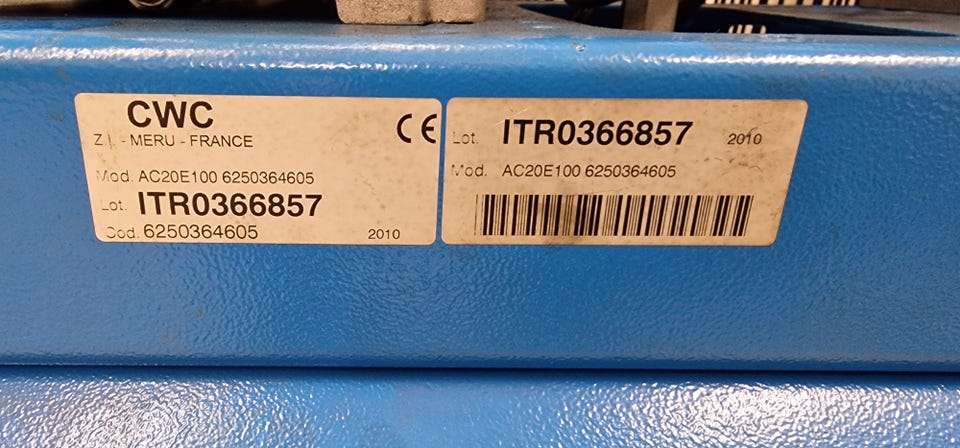 CWC
Z.I. - MERU - FRANCE
CE
Mod. AC20E100 6250364605
Lot. ITR0366857
Cod. 6250364605 2010
Lot. ITR0366857 2010
Mod. AC20E100 6250364605